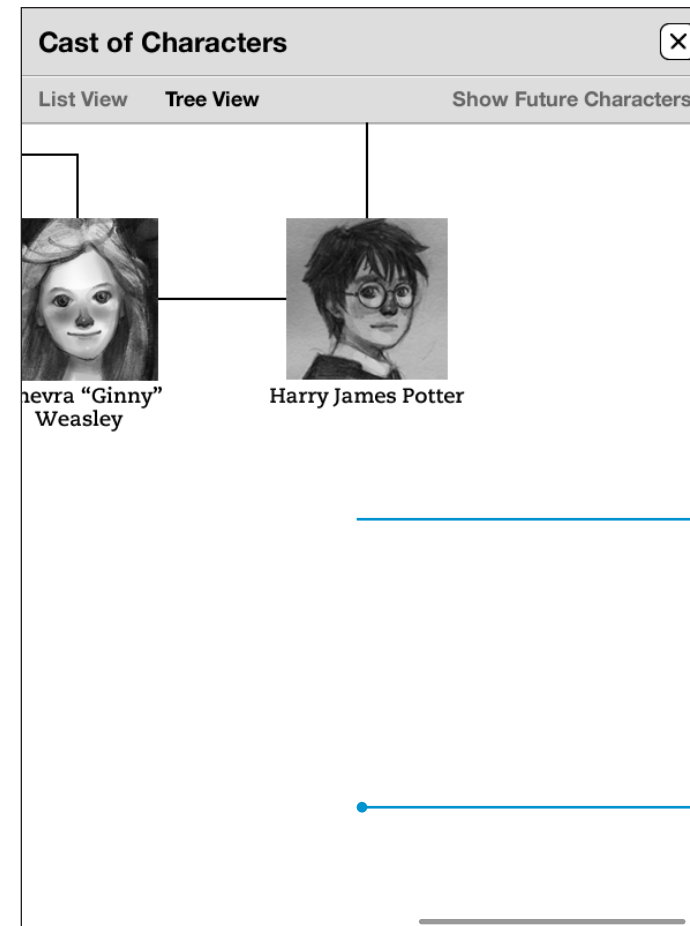 Cast of Characters
List View Tree View Show Future Characters
nevra “Ginny”
Weasley
Harry James Potter